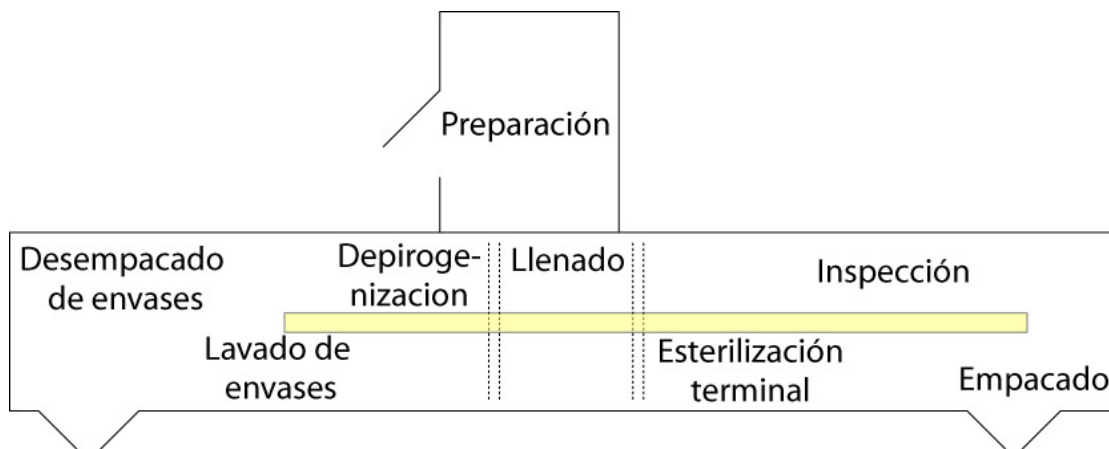 Preparación
Desempacado
de envases
Depiroge-
nizacion
Llenado
Inspección
Lavado de
envases
Esterilización
terminal
Empacado